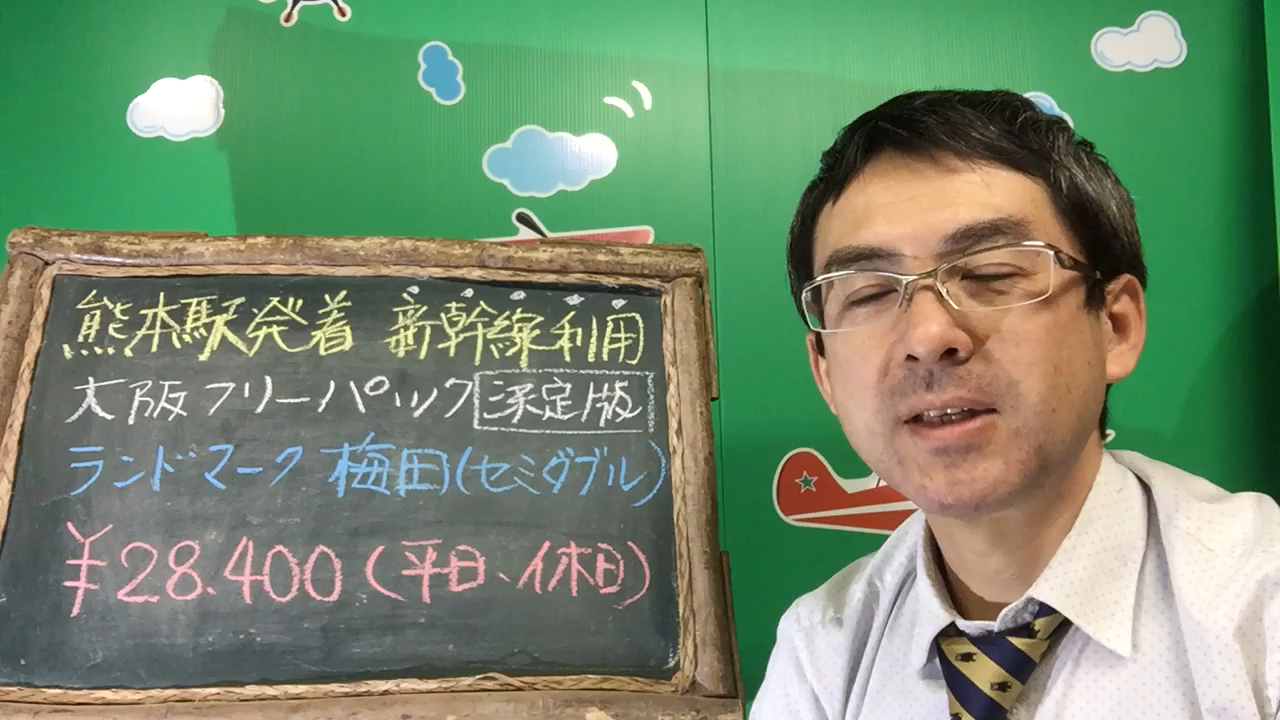 熊本駅発着 新幹線利用
大阪フリーパック 決定版
ランドマーク 梅田(セミダブル)
¥28.400(平日、休日)